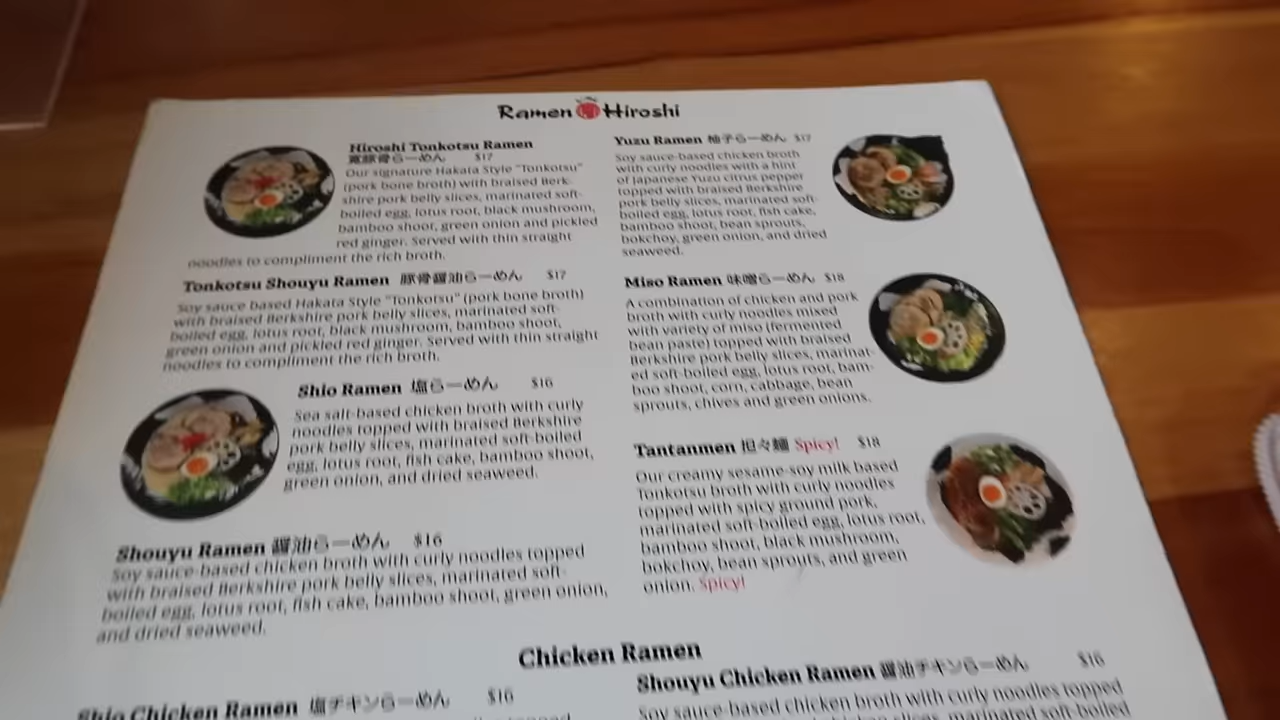 Ramen Hiroshi
Hiroshi Tonkotsu Ramen
寛豚骨らーめん $17
Our signature Hakata Style "Tonkotsu"
(pork bone broth) with braised Berk-
shire pork belly slices, marinated soft-
boiled egg, lotus root, black mushroom,
bamboo shoot, green onion and pickled
red ginger. Served with thin straight
noodles to compliment the rich broth.
Tonkotsu Shouyu Ramen 豚骨醤油らーめん $17
Soy sauce based Hakata Style "Tonkotsu" (pork bone broth)
with braised Berkshire pork belly slices, marinated soft-
boiled egg, lotus root, black mushroom, bamboo shoot,
green onion and pickled red ginger. Served with thin straight
noodles to compliment the rich broth.
Shio Ramen 塩らーめん $16
Sea salt-based chicken broth with curly
noodles topped with braised Berkshire
pork belly slices, marinated soft-boiled
egg, lotus root, fish cake, bamboo shoot,
green onion, and dried seaweed.
Shouyu Ramen 醤油らーめん $16
Soy sauce-based chicken broth with curly noodles topped
with braised Berkshire pork belly slices, marinated soft-
boiled egg, lotus root, fish cake, bamboo shoot, green onion,
and dried seaweed.
Yuzu Ramen 柚子らーめん $17
Soy sauce-based chicken broth
with curly noodles with a hint
of Japanese Yuzu citrus pepper
topped with braised Berkshire
pork belly slices, marinated soft-
boiled egg, lotus root, fish cake,
bamboo shoot, bean sprouts,
bokchoy, green onion, and dried
seaweed.
Miso Ramen 味噌らーめん $18
A combination of chicken and pork
broth with curly noodles mixed
with variety of miso (fermented
bean paste) topped with braised
Berkshire pork belly slices, marinat-
ed soft-boiled egg, lotus root, bam-
boo shoot, corn, cabbage, bean
sprouts, chives and green onions.
Tantanmen 担々麺 Spicy! $18
Our creamy sesame-soy milk based
Tonkotsu broth with curly noodles
topped with spicy ground pork,
marinated soft-boiled egg, lotus root,
bamboo shoot, black mushroom,
bokchoy, bean sprouts, and green
onion. Spicy!
Chicken Ramen
Shio Chicken Ramen 塩チキンらーめん $16
Shouyu Chicken Ramen 醤油チキンらーめん $16
Soy sauce-based chicken broth with curly noodles topped